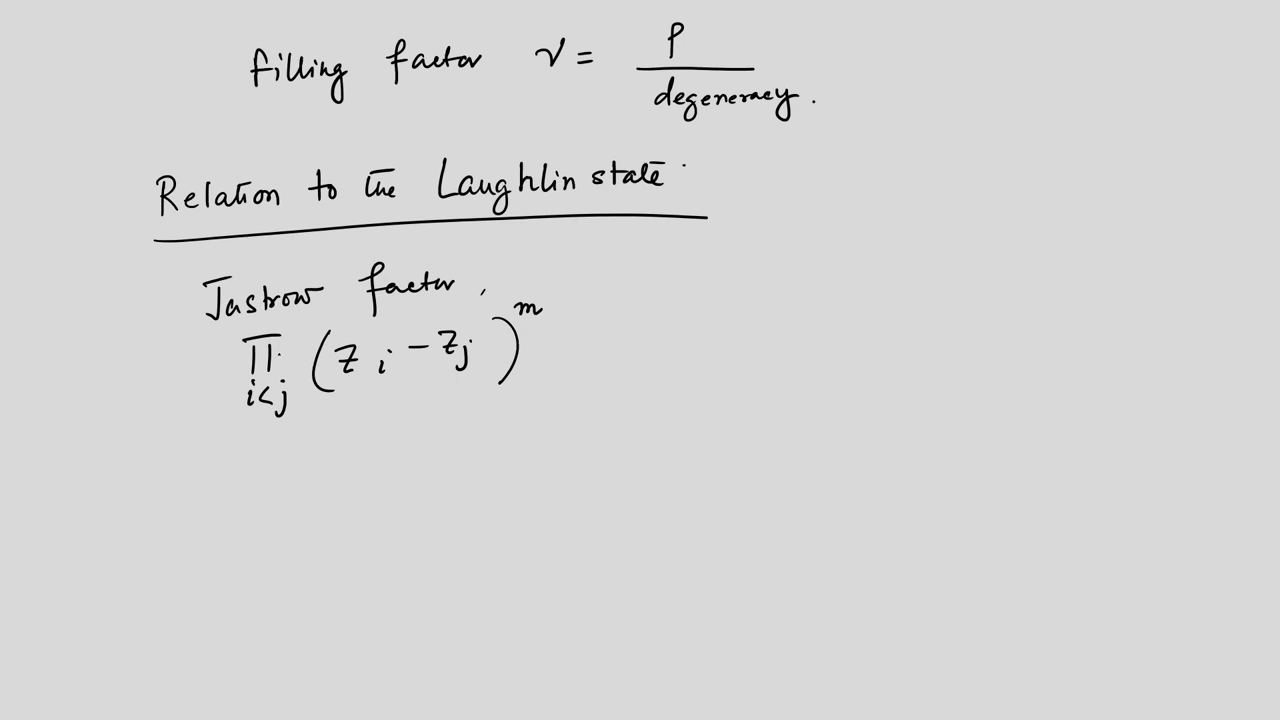 filling factor ν = ρ / degeneracy.
Relation to the Laughlin state.
Jastrow factor,
∏_{i<j} (z_i - z_j)^m